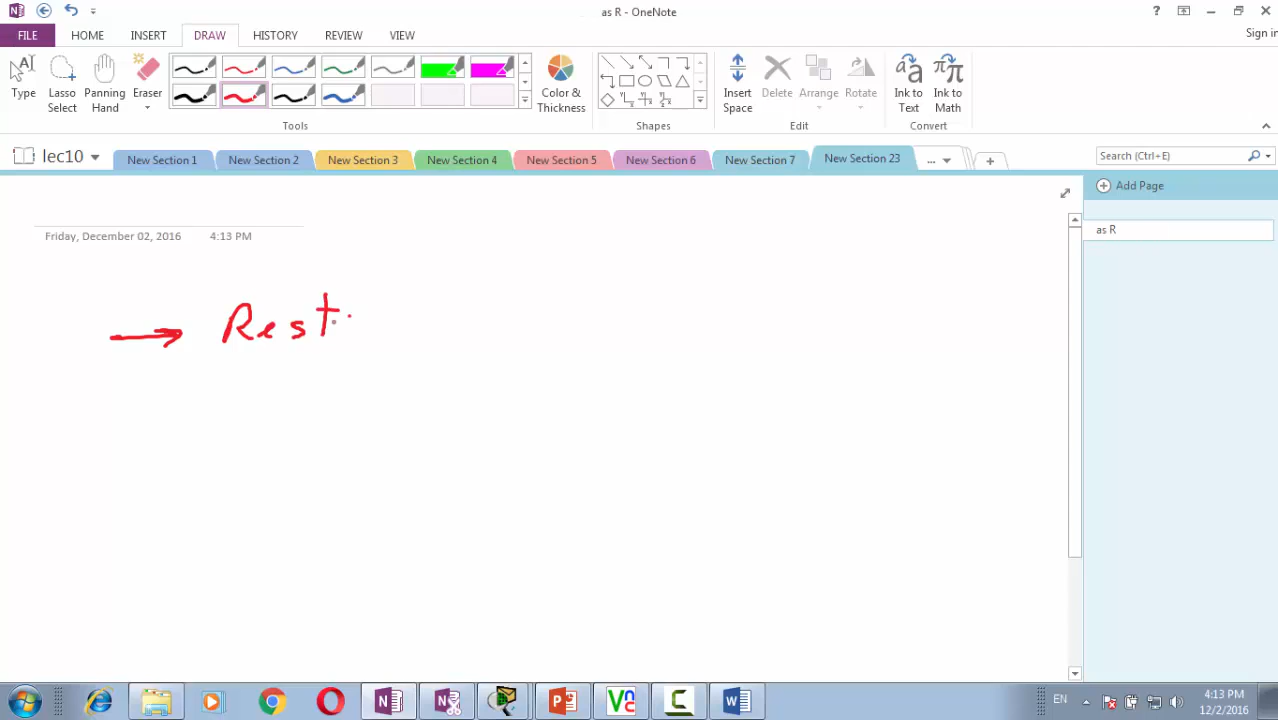 as R - OneNote
?
Sign in
FILE HOME INSERT DRAW HISTORY REVIEW VIEW
Type Lasso Select Panning Hand Eraser Color & Thickness Insert Space Delete Arrange Rotate Ink to Text Ink to Math
Tools Shapes Edit Convert
lec10 New Section 1 New Section 2 New Section 3 New Section 4 New Section 5 New Section 6 New Section 7 New Section 23 ... + Search (Ctrl+E)
Add Page
as R
Friday, December 02, 2016 4:13 PM
→ Rest
EN 4:13 PM
12/2/2016